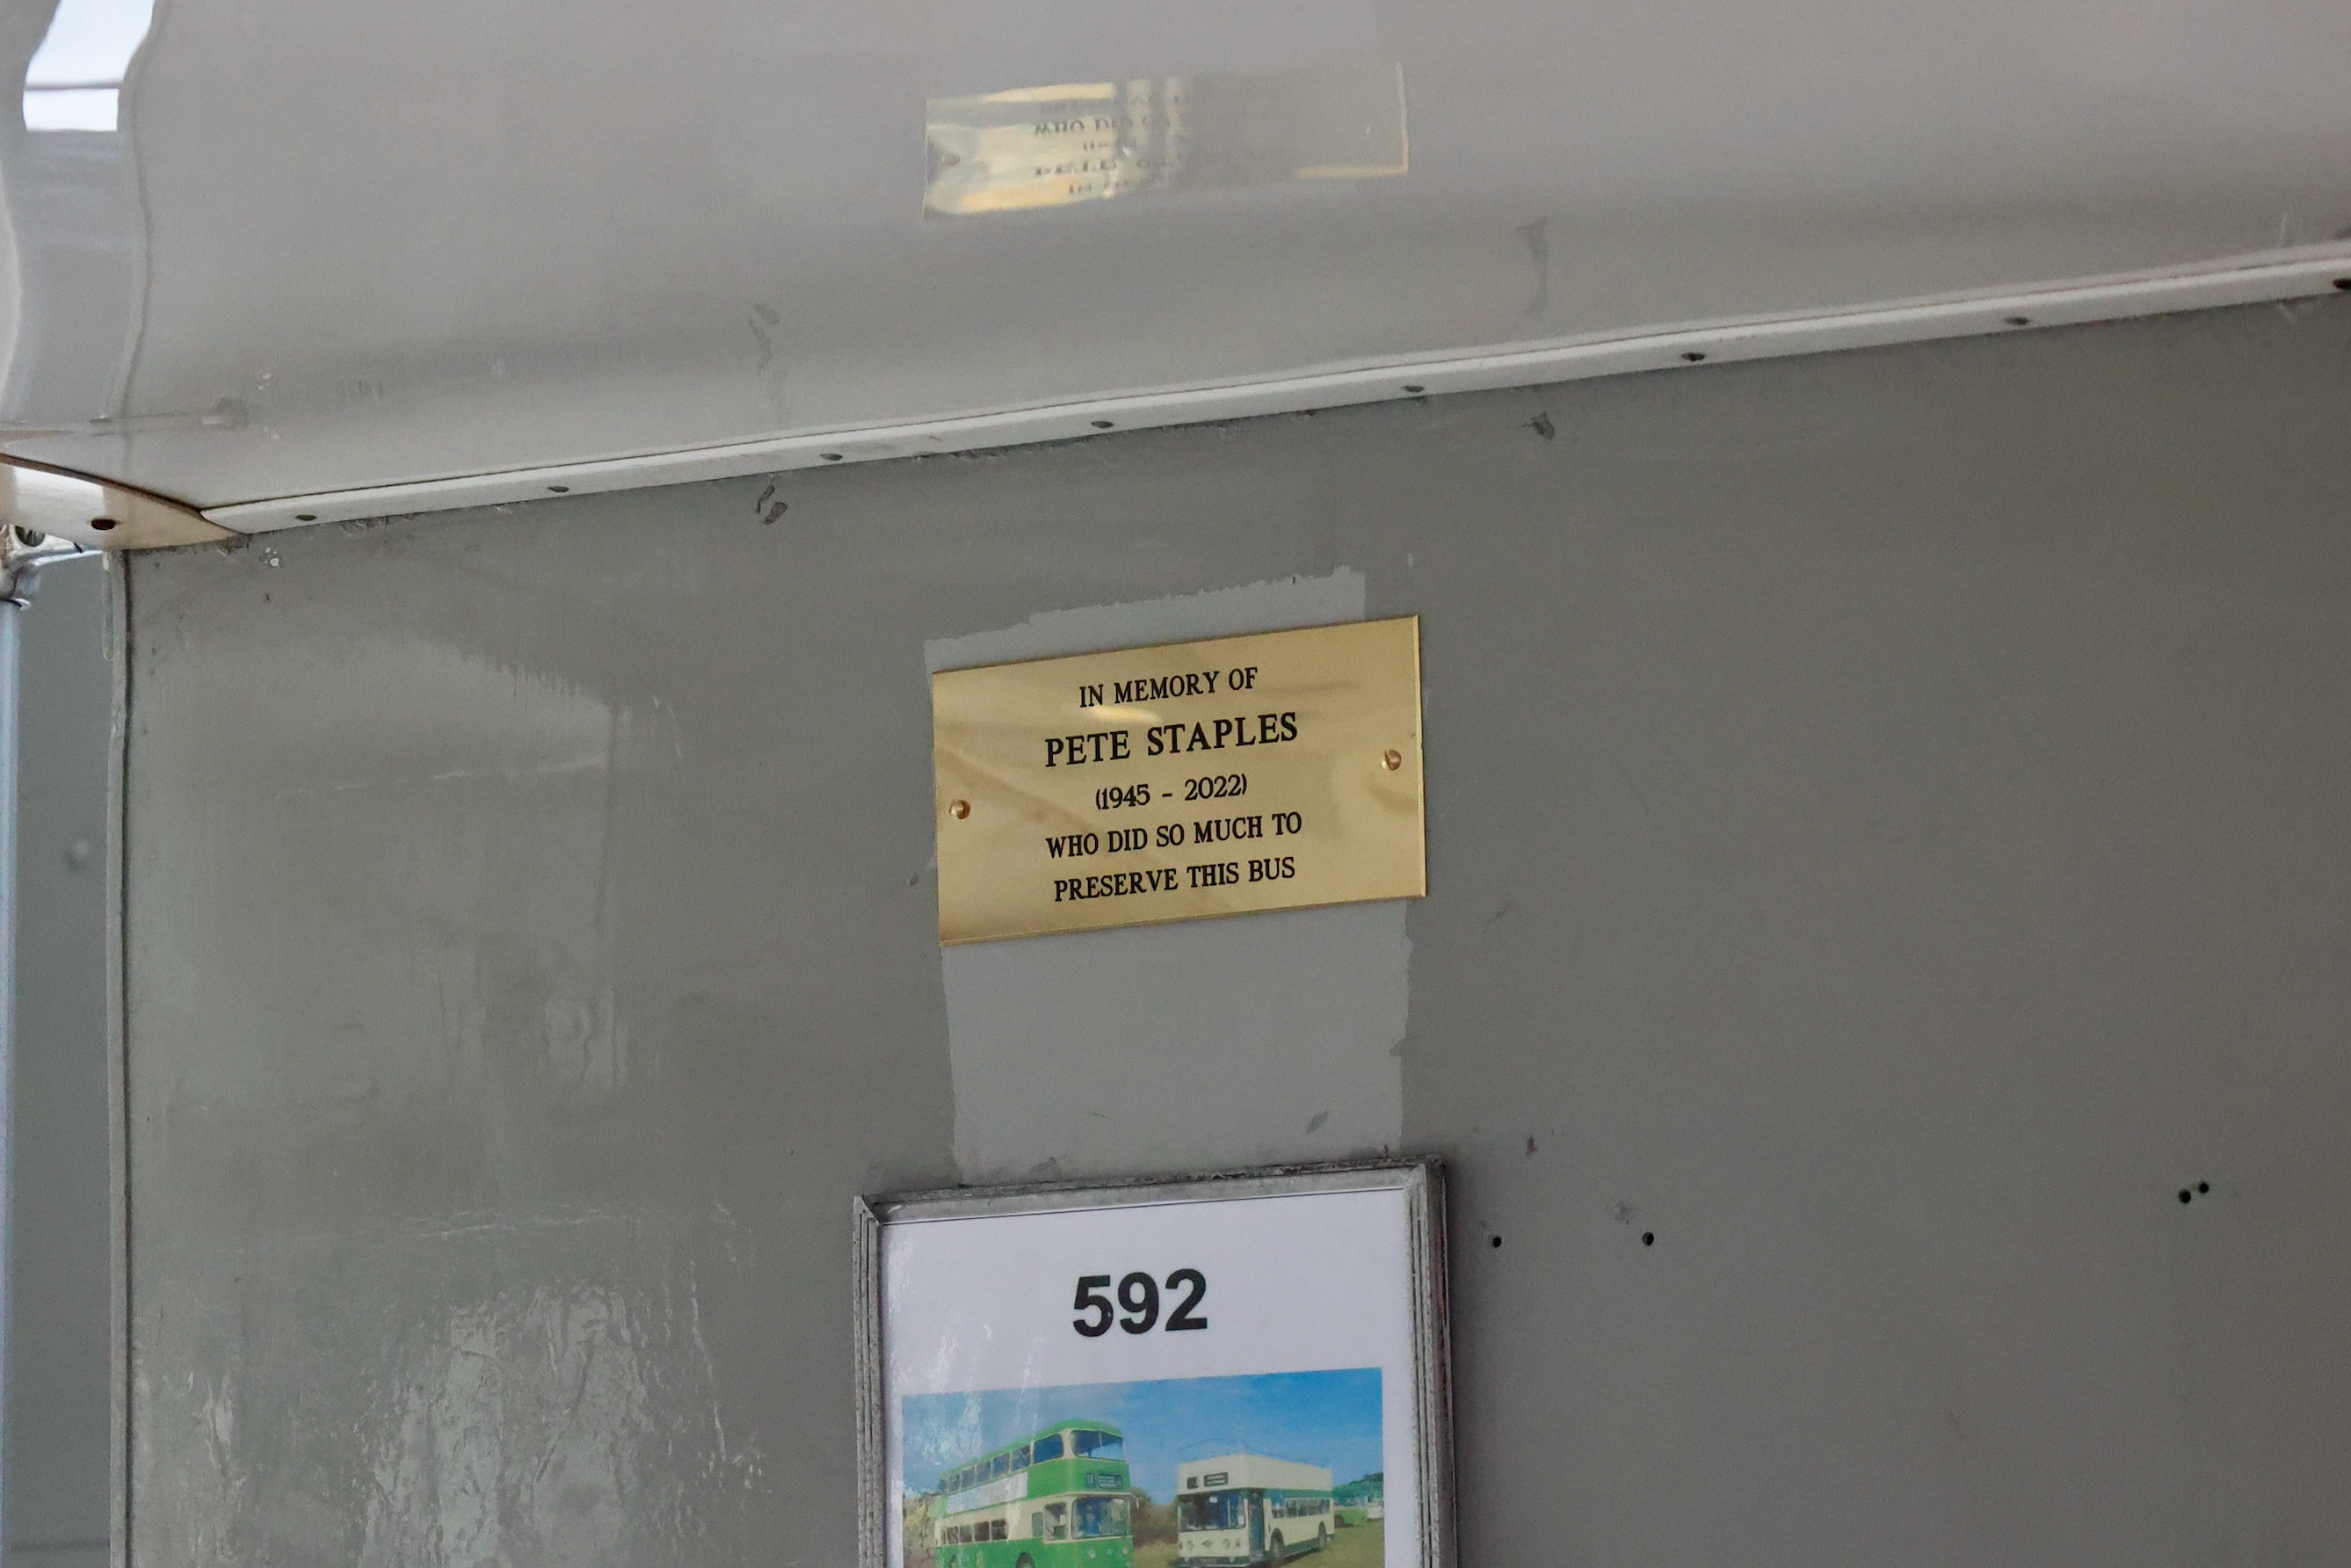 IN MEMORY OF
PETE STAPLES
(1945 - 2022)
WHO DID SO MUCH TO
PRESERVE THIS BUS
592